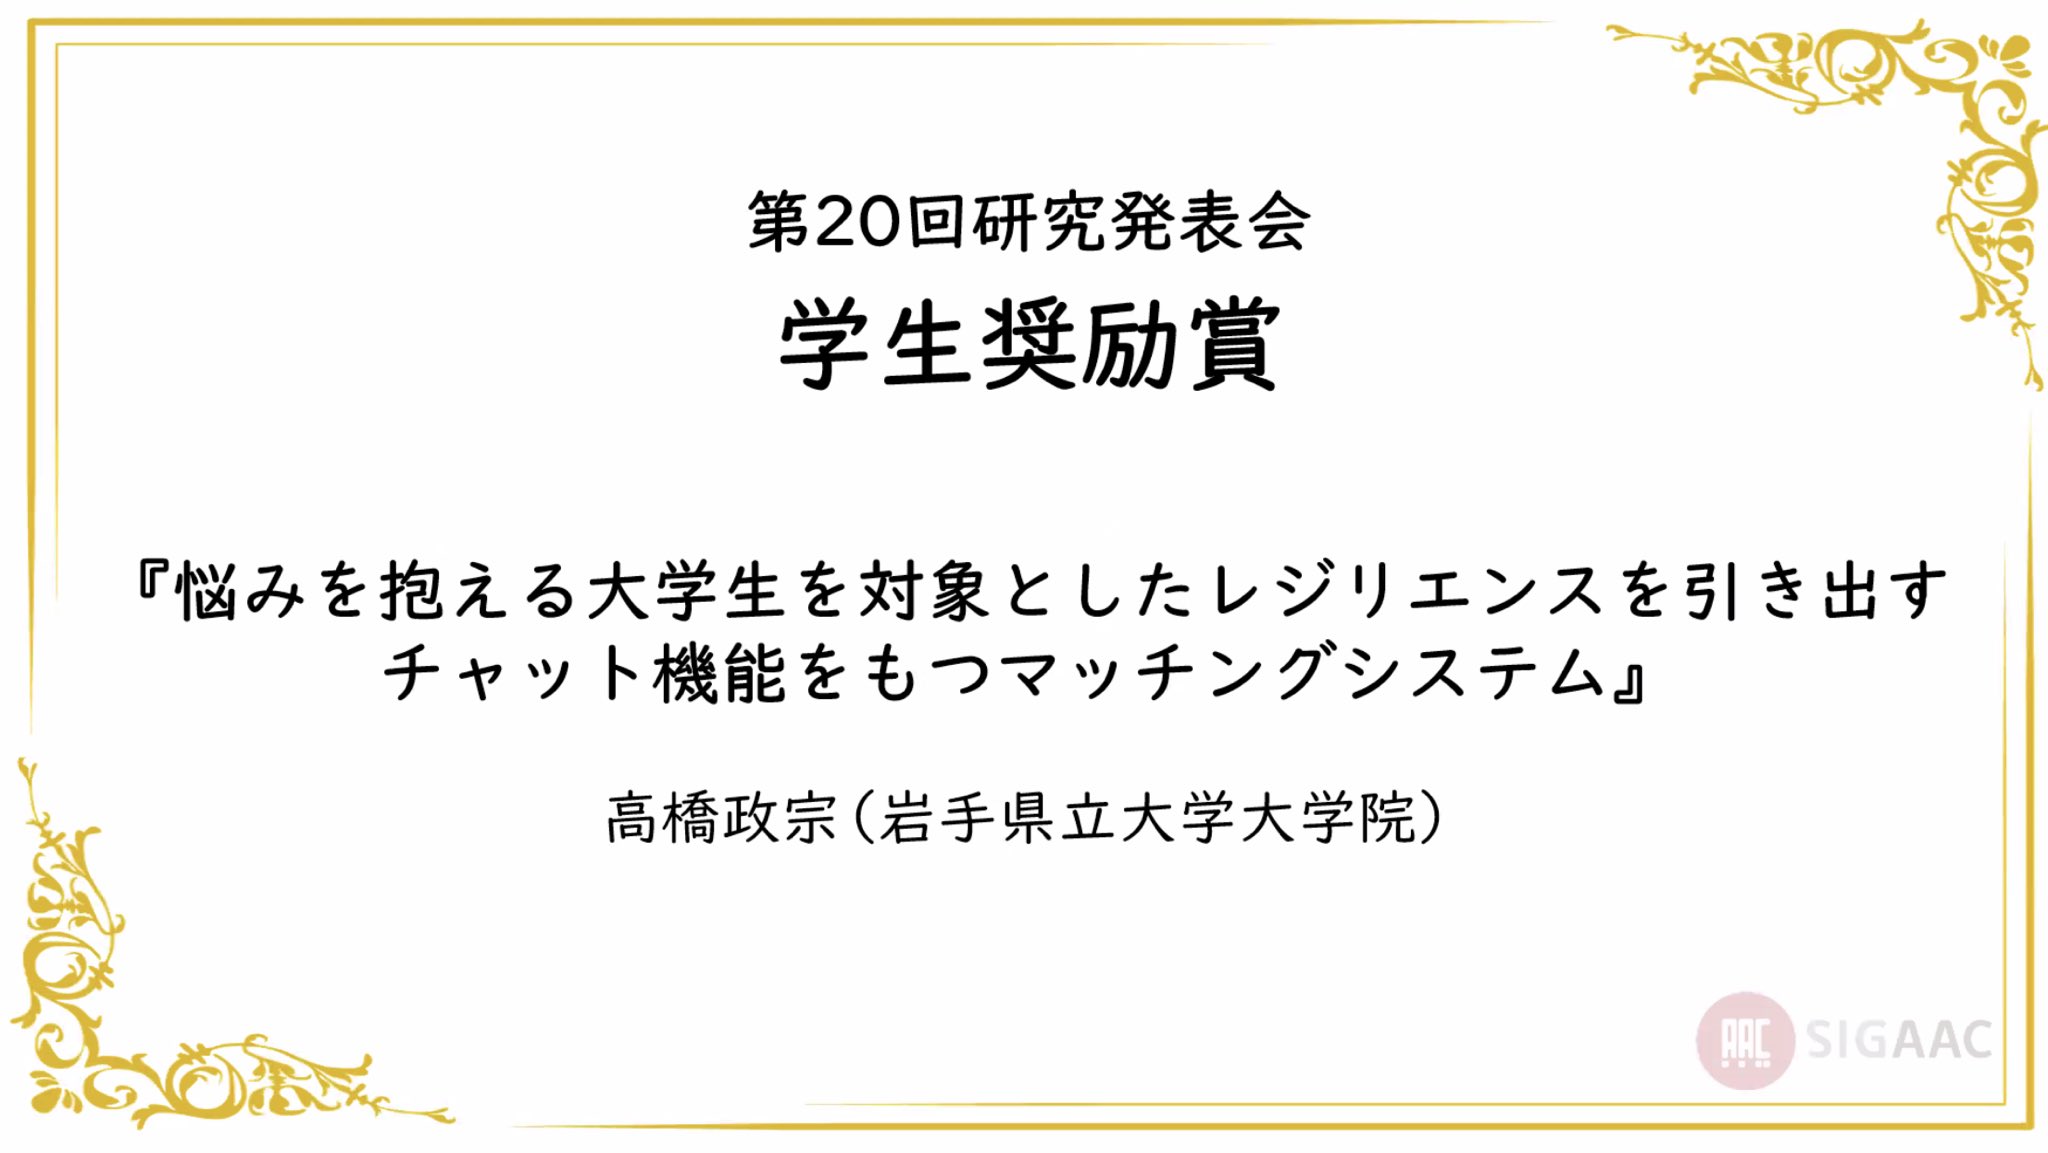 第20回研究発表会
学生奨励賞
『悩みを抱える大学生を対象としたレジリエンスを引き出す
チャット機能をもつマッチングシステム』
高橋政宗（岩手県立大学大学院）
AAC SIGAAC